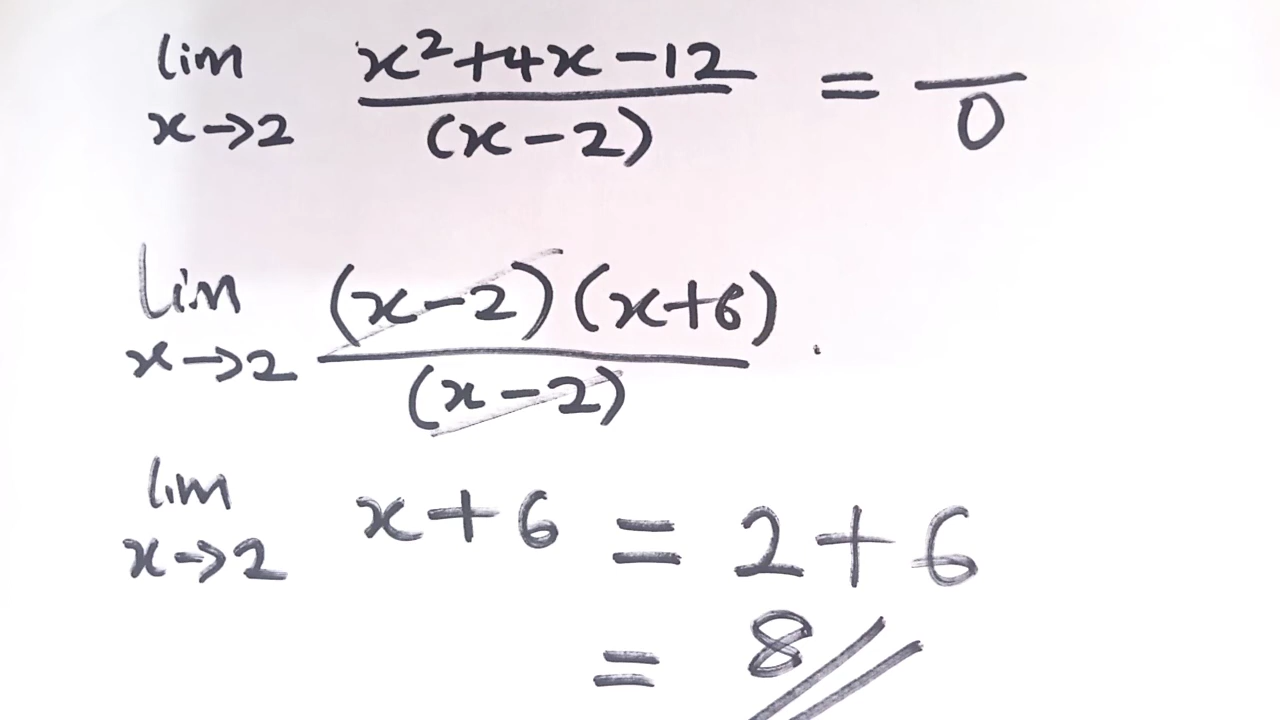 lim x→2 x²+4x-12 / (x-2) = — / 0
lim x→2 (x-2)(x+6) / (x-2) .
lim x→2 x+6 = 2+6
= 8 //